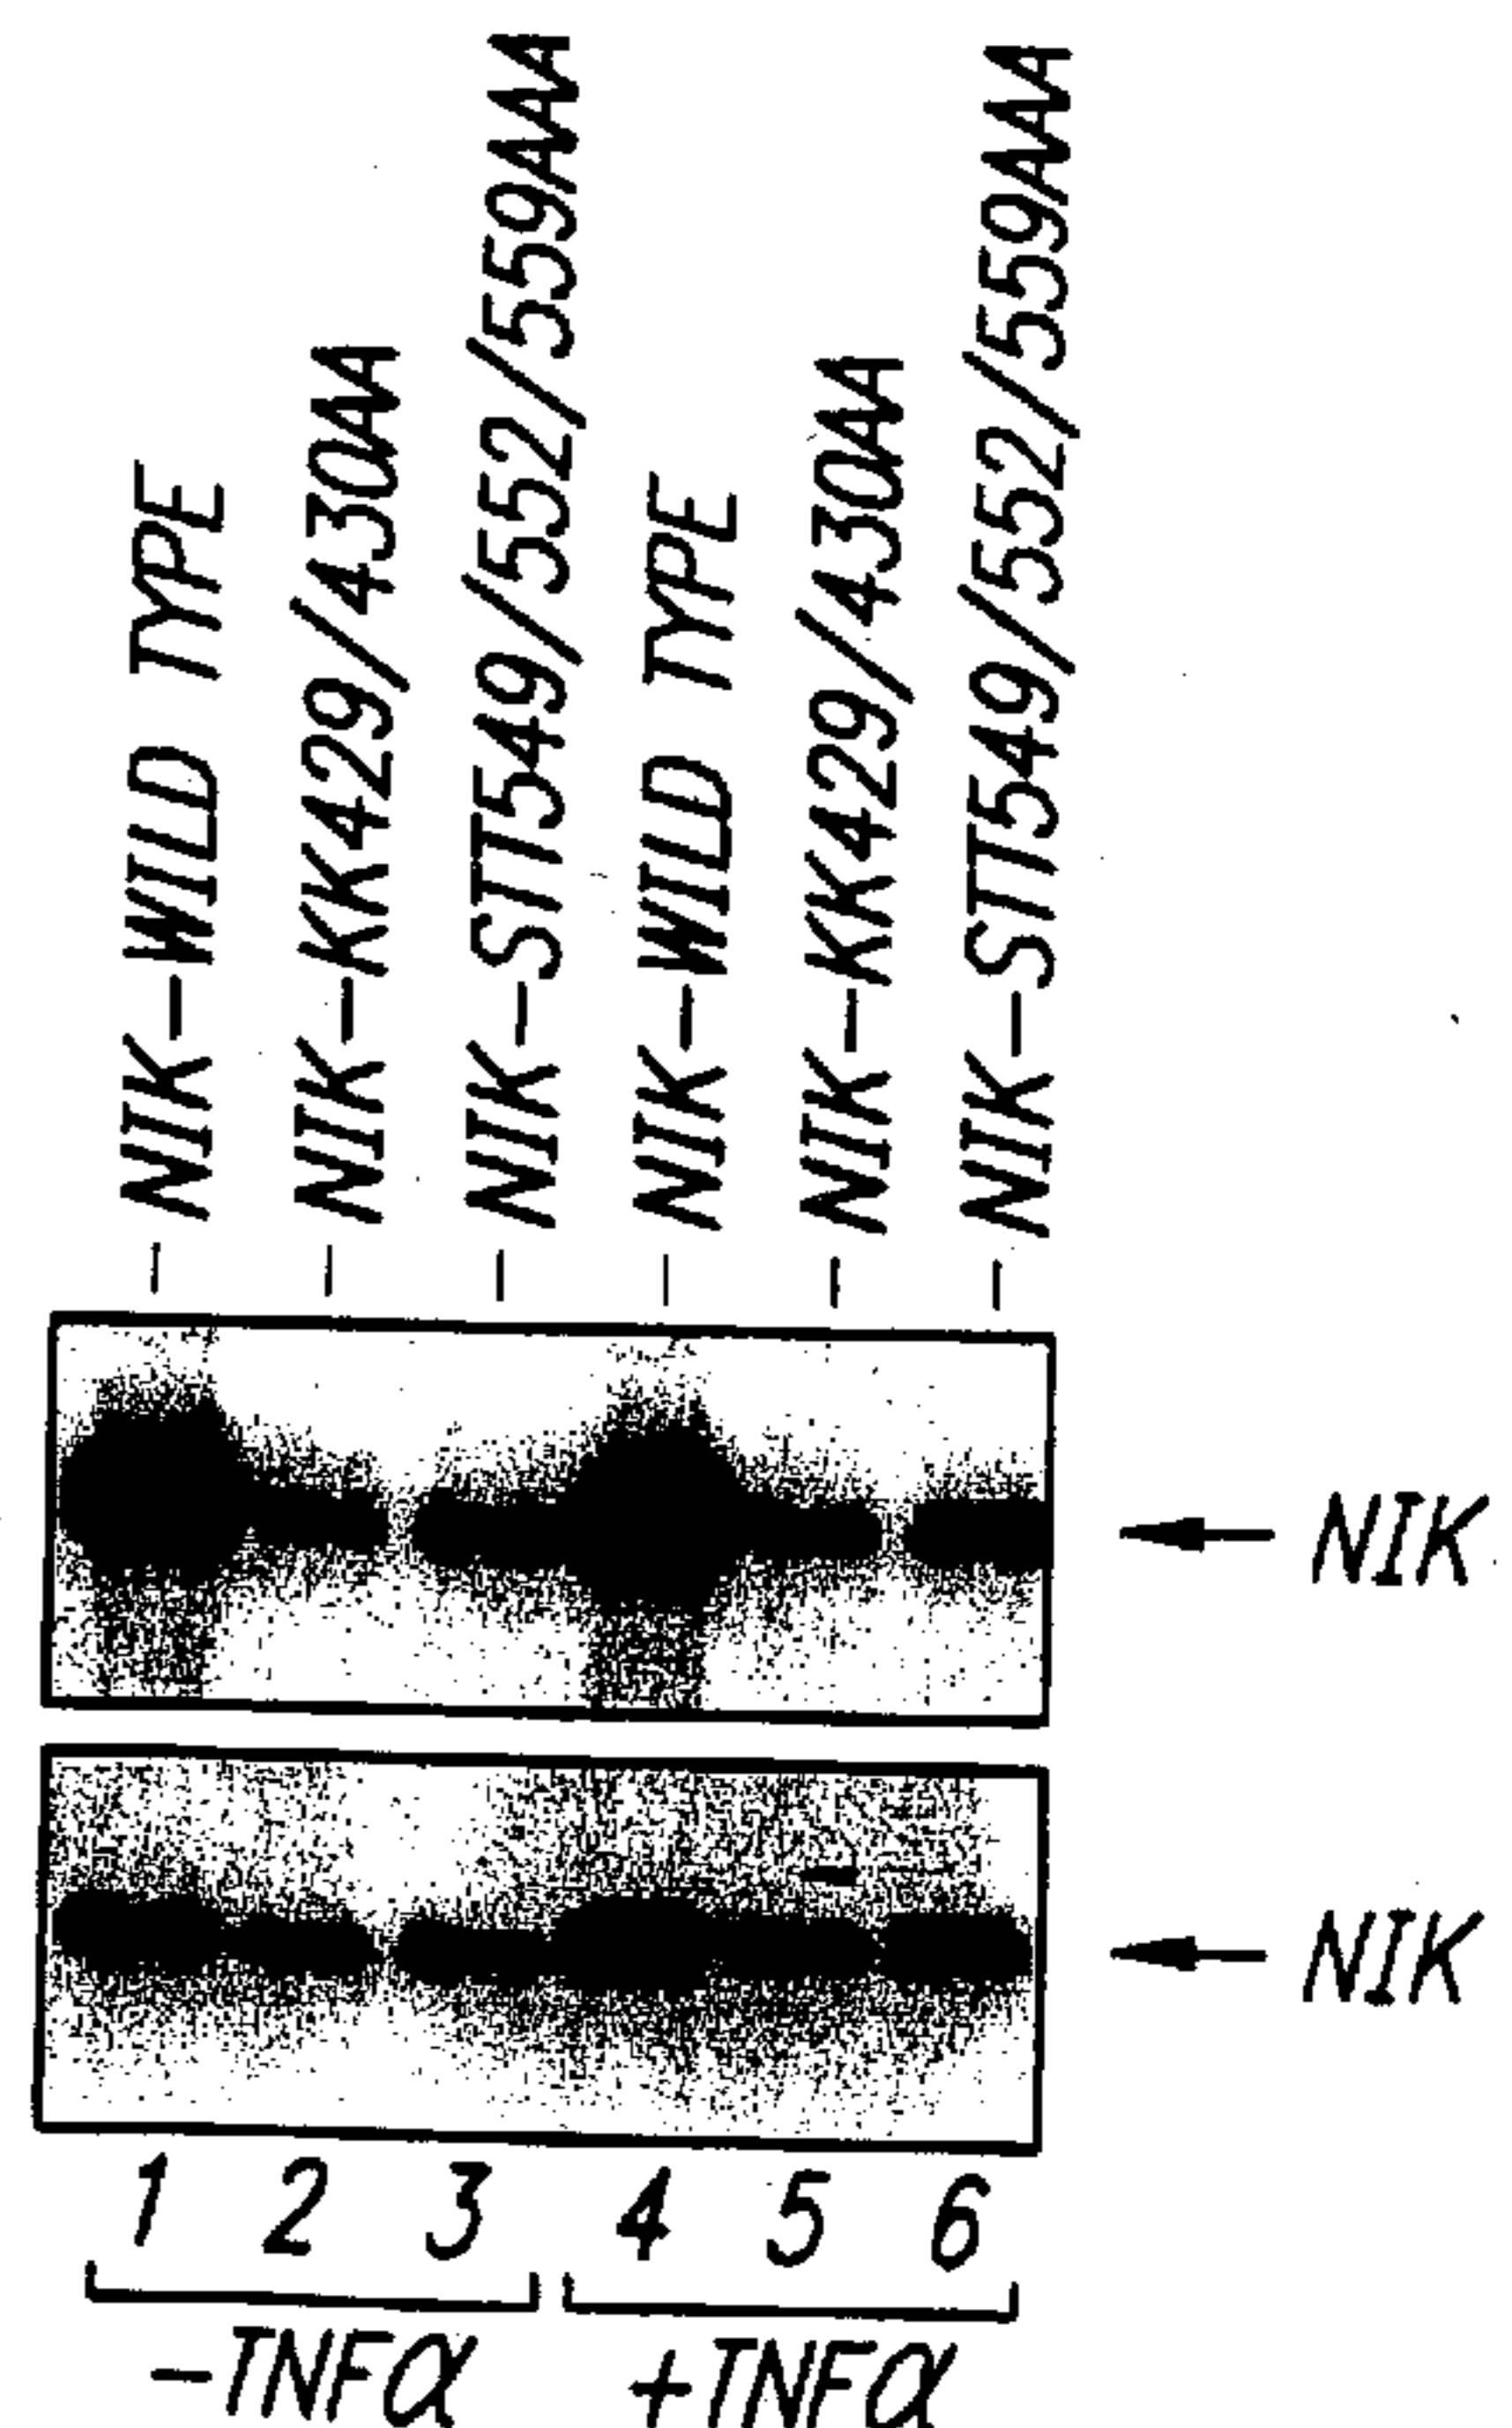 NIK-WILD TYPE
NIK-KK429/430AA
NIK-STT549/552/559AAA
NIK-WILD TYPE
NIK-KK429/430AA
NIK-STT549/552/559AAA
NIK
NIK
1 2 3 4 5 6
-TNFα +TNFα